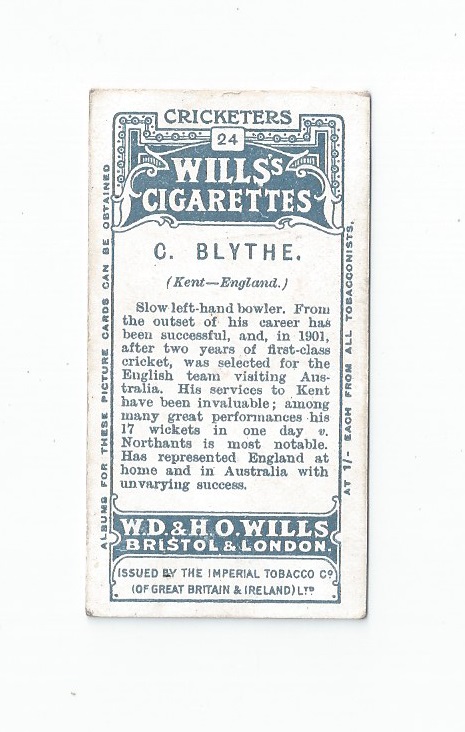 CRICKETERS
24
WILLS'S
CIGARETTES
C. BLYTHE.
(Kent—England.)
Slow left-hand bowler. From
the outset of his career has
been successful, and, in 1901,
after two years of first-class
cricket, was selected for the
English team visiting Aus-
tralia. His services to Kent
have been invaluable; among
many great performances his
17 wickets in one day v.
Northants is most notable.
Has represented England at
home and in Australia with
unvarying success.
ALBUMS FOR THESE PICTURE CARDS CAN BE OBTAINED
AT 1/- EACH FROM ALL TOBACCONISTS.
W.D. & H.O. WILLS
BRISTOL & LONDON.
ISSUED BY THE IMPERIAL TOBACCO Co
(OF GREAT BRITAIN & IRELAND) LTD